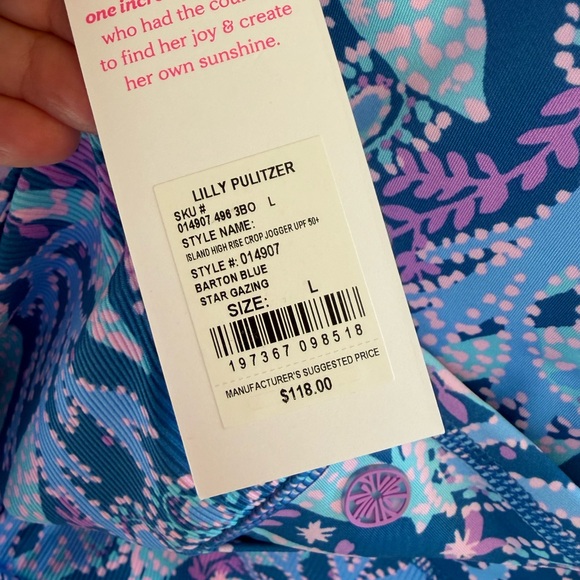 one
who had the
to find her joy & create
her own sunshine.
LILLY PULITZER
SKU #
014907 498 3BO L
STYLE NAME:
ISLAND HIGH RISE CROP JOGGER UPF 50+
STYLE #: 014907
BARTON BLUE
STAR GAZING
SIZE: L
197367 098518
MANUFACTURER'S SUGGESTED PRICE
$118.00